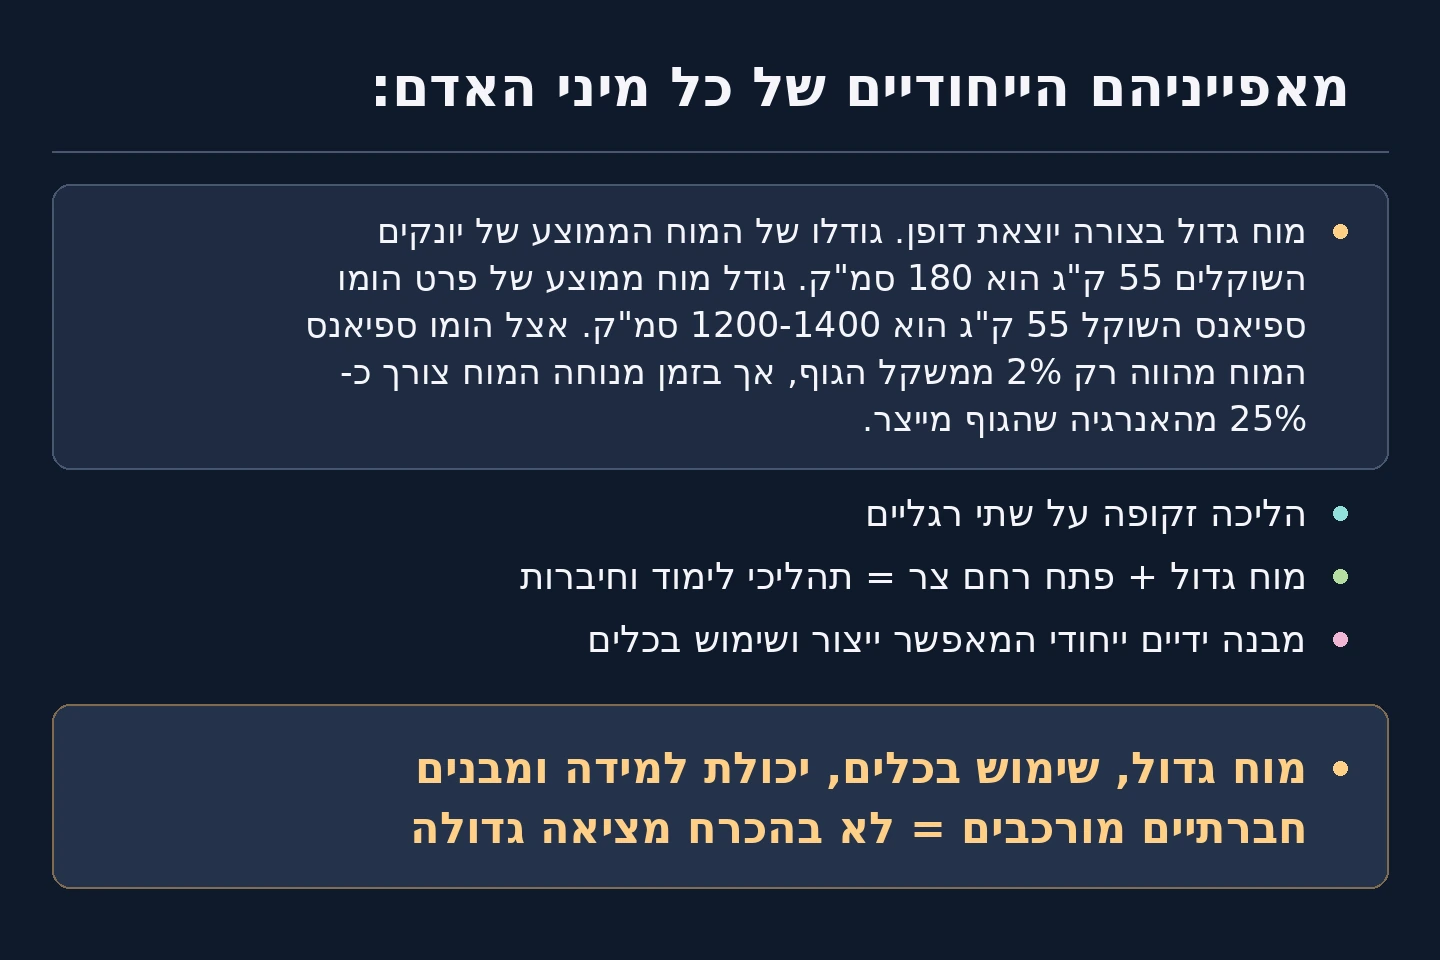 מאפייניהם הייחודיים של כל מיני האדם:
מוח גדול בצורה יוצאת דופן. גודלו של המוח הממוצע של יונקים
השוקלים 55 ק"ג הוא 180 סמ"ק. גודל מוח ממוצע של פרט הומו
ספיאנס השוקל 55 ק"ג הוא 1200-1400 סמ"ק. אצל הומו ספיאנס
המוח מהווה רק 2% ממשקל הגוף, אך בזמן מנוחה המוח צורך כ-
25% מהאנרגיה שהגוף מייצר.
הליכה זקופה על שתי רגליים
מוח גדול + פתח רחם צר = תהליכי לימוד וחיברות
מבנה ידיים ייחודי המאפשר ייצור ושימוש בכלים
מוח גדול, שימוש בכלים, יכולת למידה ומבנים
חברתיים מורכבים = לא בהכרח מציאה גדולה